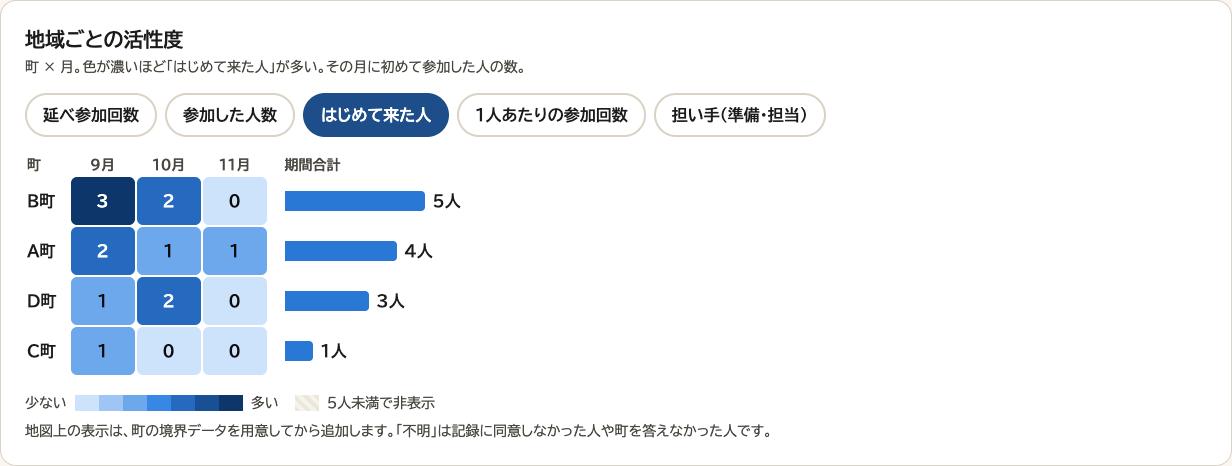 地域ごとの活性度
町 × 月。色が濃いほど「はじめて来た人」が多い。その月に初めて参加した人の数。
延べ参加回数 参加した人数 はじめて来た人 1人あたりの参加回数 担い手(準備・担当)
町 9月 10月 11月 期間合計
B町 3 2 0 5人
A町 2 1 1 4人
D町 1 2 0 3人
C町 1 0 0 1人
少ない 多い 5人未満で非表示
地図上の表示は、町の境界データを用意してから追加します。「不明」は記録に同意しなかった人や町を答えなかった人です。